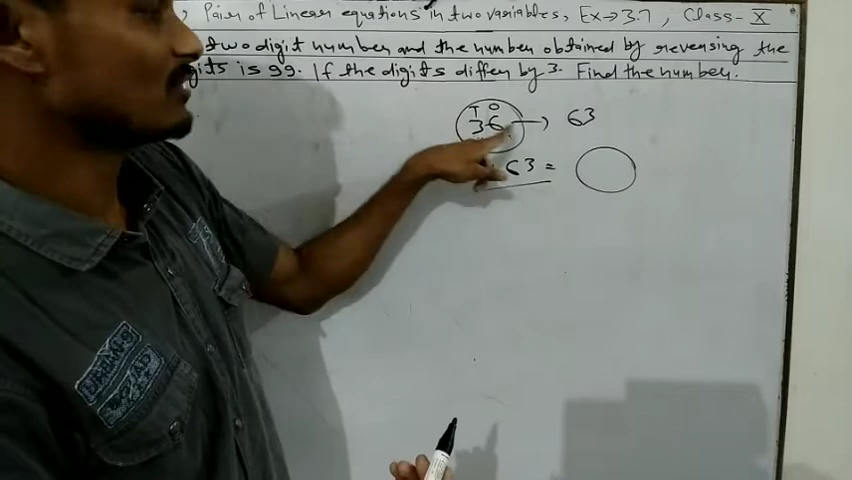 Pair of Linear equations in two variables, Ex→3.7, Class-X
two digit number and the number obtained by reversing the
gits is 99. If the digits differ by 3. Find the number.
T O
36 → 63
63 =